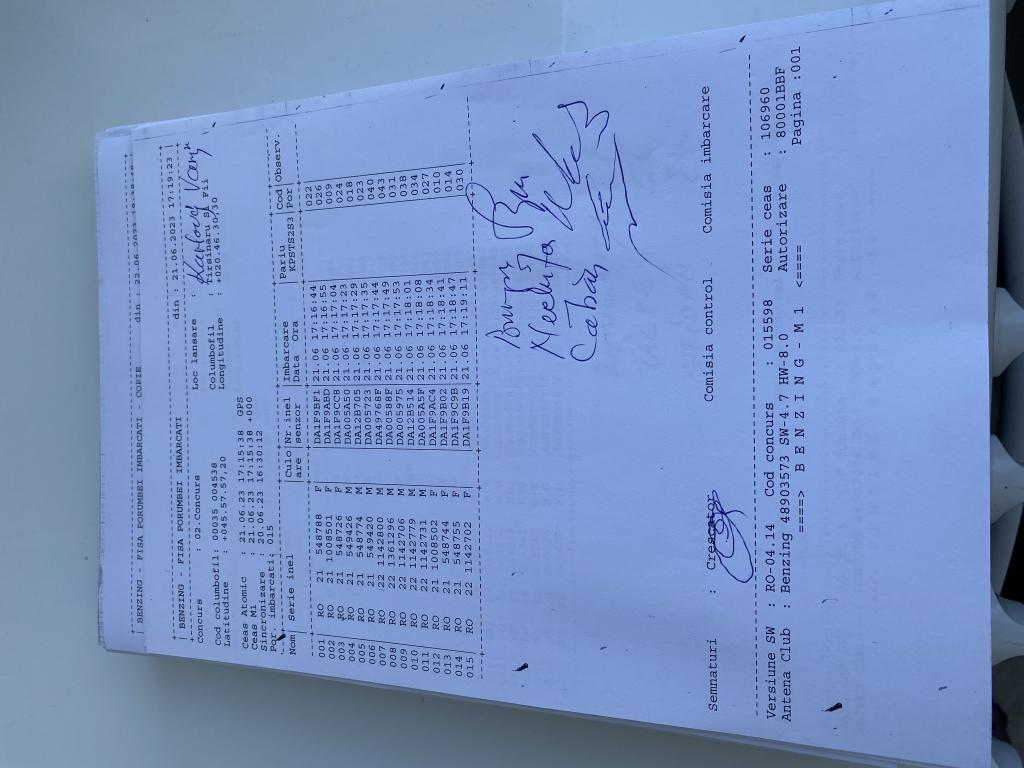 BENZING - FISA PORUMBEI IMBARCATI - COPIE din : 22.06.2023
BENZING - FISA PORUMBEI IMBARCATI din : 21.06.2023 17:19:23
Concurs : 02.Concurs Loc lansare :
Cod columbofil: 00035 004538 Columbofil : Tirginaru si Fii
Latitudine : +045.57.57,20 Longitudine : +020.46.30,30
Ceas Atomic : 21.06.23 17:15:38 GPS
Ceas M1 : 21.06.23 17:15:38 +000
Sincronizare : 20.06.23 16:30:12
Por. imbarcati: 015
Nom Serie inel Culo Nr.inel Imbarcare Pariu Cod Observ.
are senzor Data Ora KPSTS2S3 Por
001 RO 21 548788 F DA1F9BF1 21.06 17:16:44 022
002 RO 21 1008501 F DA1F9ABD 21.06 17:16:55 026
003 RO 21 548726 F DA1F9CC8 21.06 17:17:04 009
004 RO 21 549426 M DA005A50 21.06 17:17:23 024
005 RO 21 548774 M DA12B705 21.06 17:17:29 018
006 RO 21 549420 M DA005723 21.06 17:17:35 023
007 RO 22 1142800 M DA49768F 21.06 17:17:44 040
008 RO 22 1361296 M DA00588F 21.06 17:17:49 043
009 RO 22 1142706 M DA005975 21.06 17:17:53 031
010 RO 22 1142779 M DA12B514 21.06 17:18:01 038
011 RO 22 1142731 M DA005A1F 21.06 17:18:08 034
012 RO 21 1008502 F DA1F9AC4 21.06 17:18:34 027
013 RO 21 548744 F DA1F9B02 21.06 17:18:41 010
014 RO 21 548755 F DA1F9C9B 21.06 17:18:47 014
015 RO 22 1142702 F DA1F9B19 21.06 17:19:11 030
Semnaturi : Crescator Comisia control Comisia imbarcare
Versiune SW : RO-04.14 Cod concurs : 015598 Serie ceas : 106960
Antena Club : Benzing 48903573 SW-4.7 HW-8.0 Autorizare : 80001BBF
====> B E N Z I N G - M 1 <==== Pagina :001